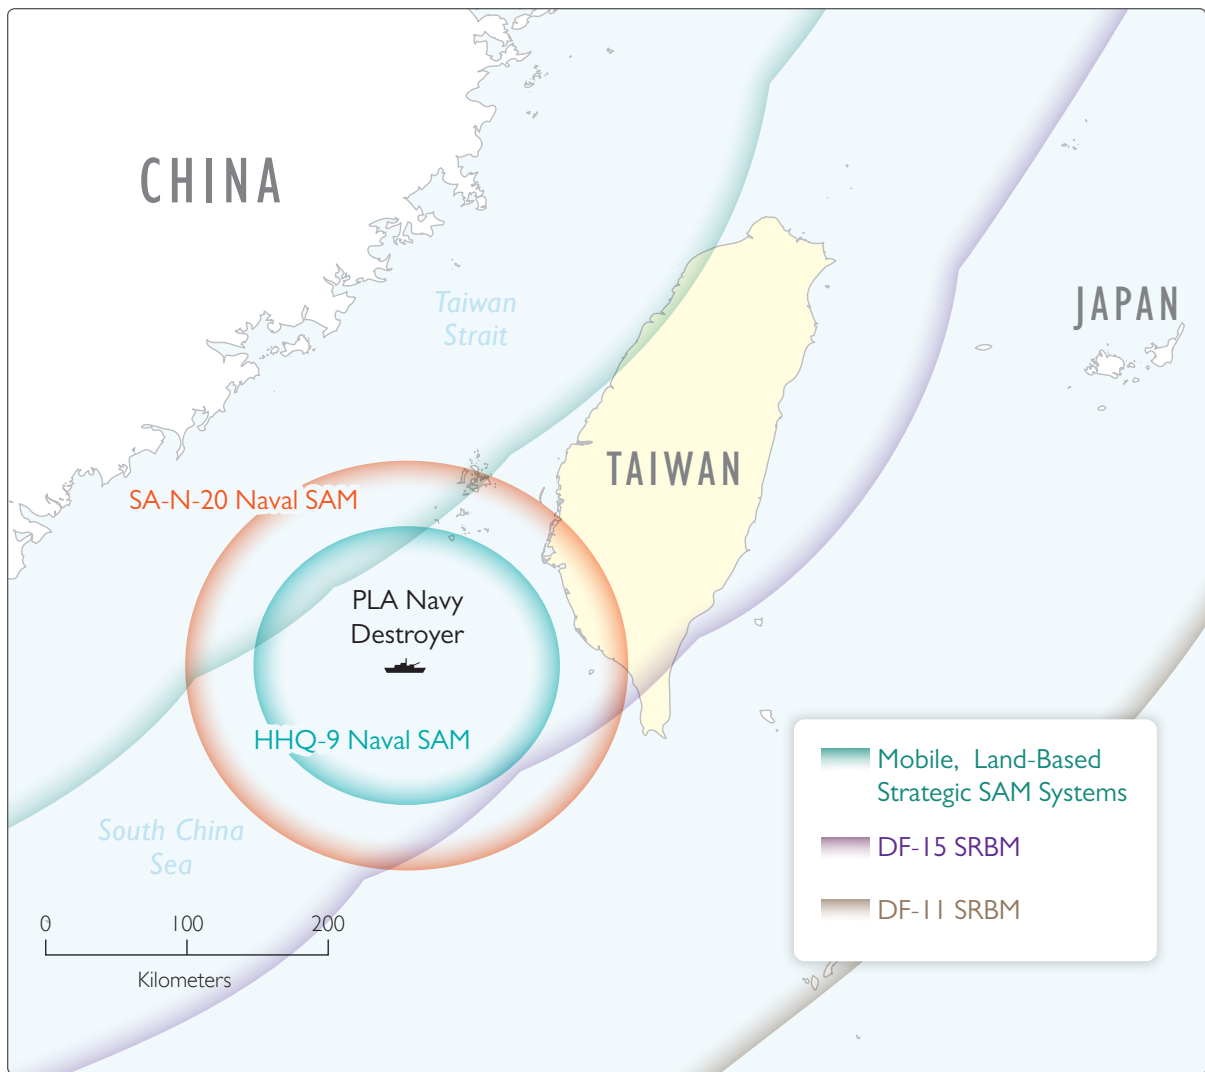 CHINA
Taiwan
Strait
JAPAN
TAIWAN
SA-N-20 Naval SAM
PLA Navy
Destroyer
HHQ-9 Naval SAM
South China
Sea
0 100 200
Kilometers
Mobile, Land-Based
Strategic SAM Systems
DF-15 SRBM
DF-11 SRBM